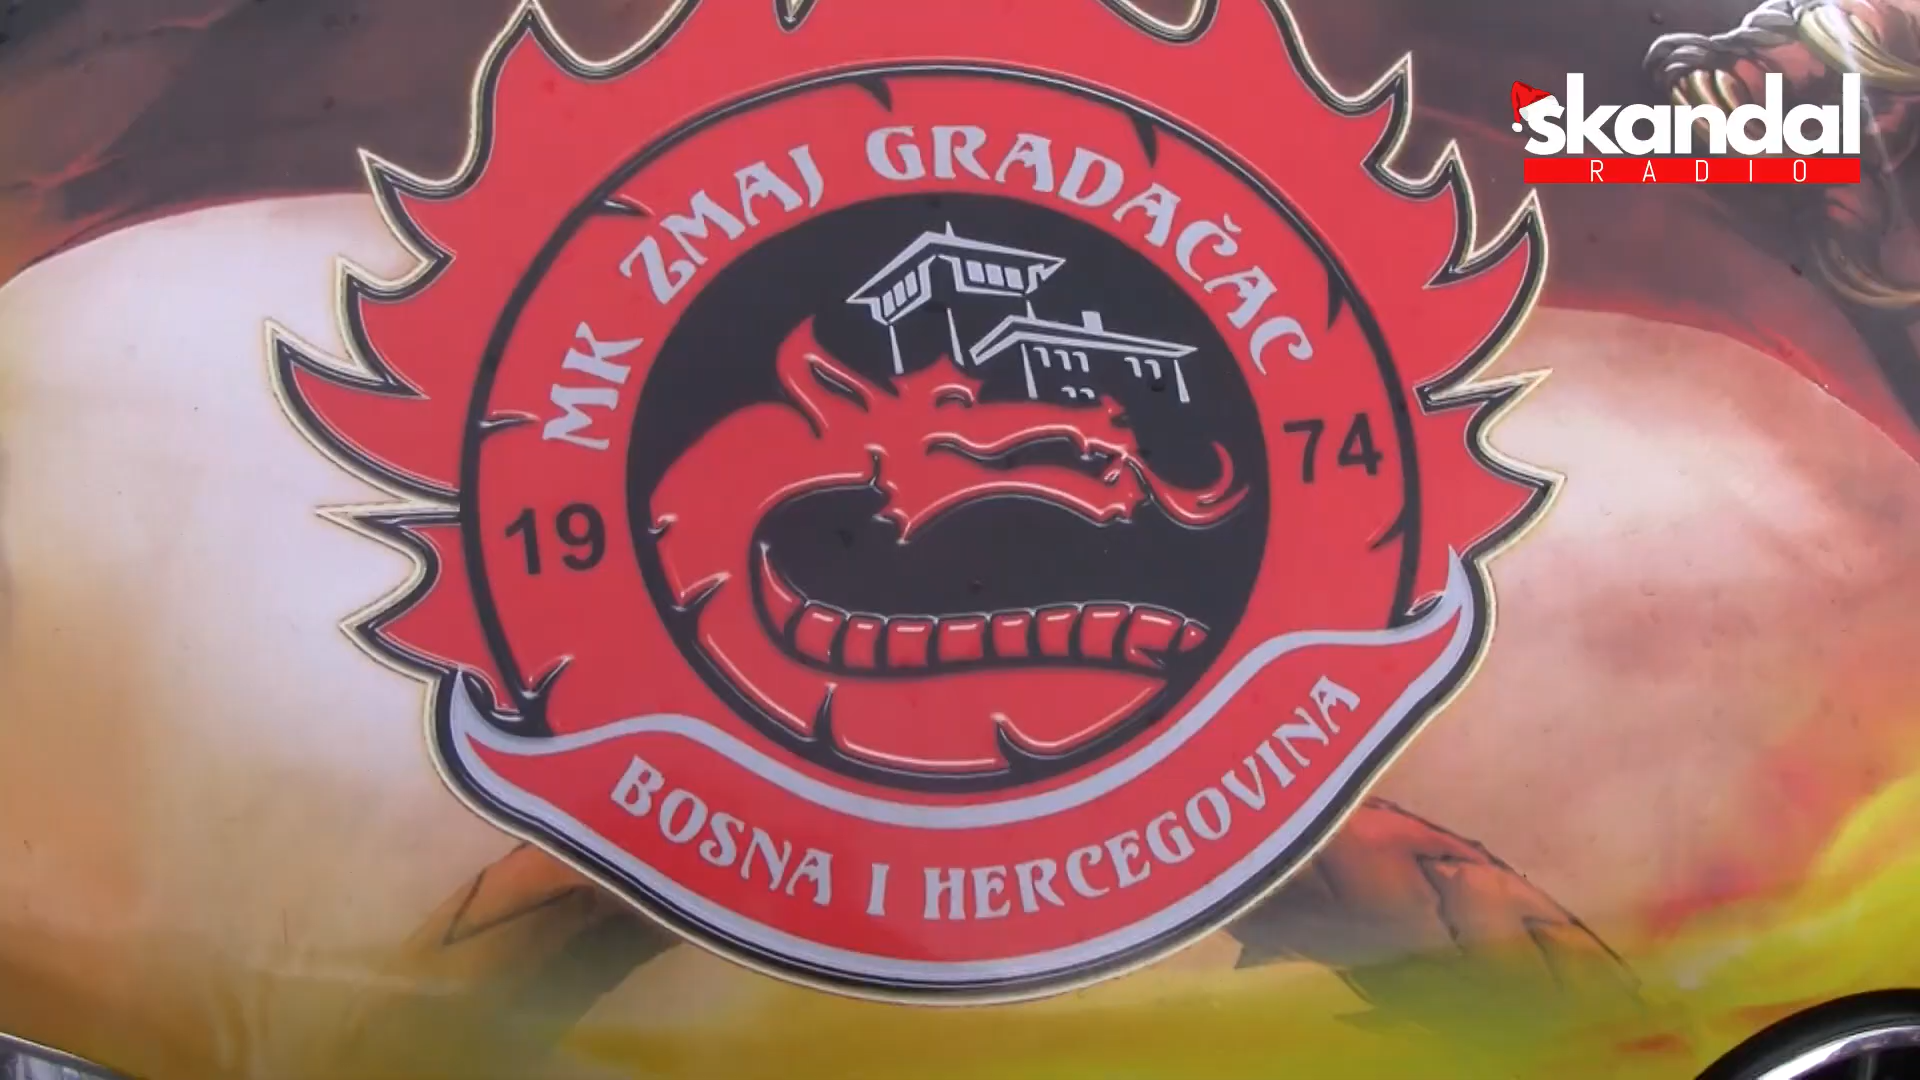 MK ZMAJ GRADAČAC
19 74
BOSNA I HERCEGOVINA
skandal
RADIO